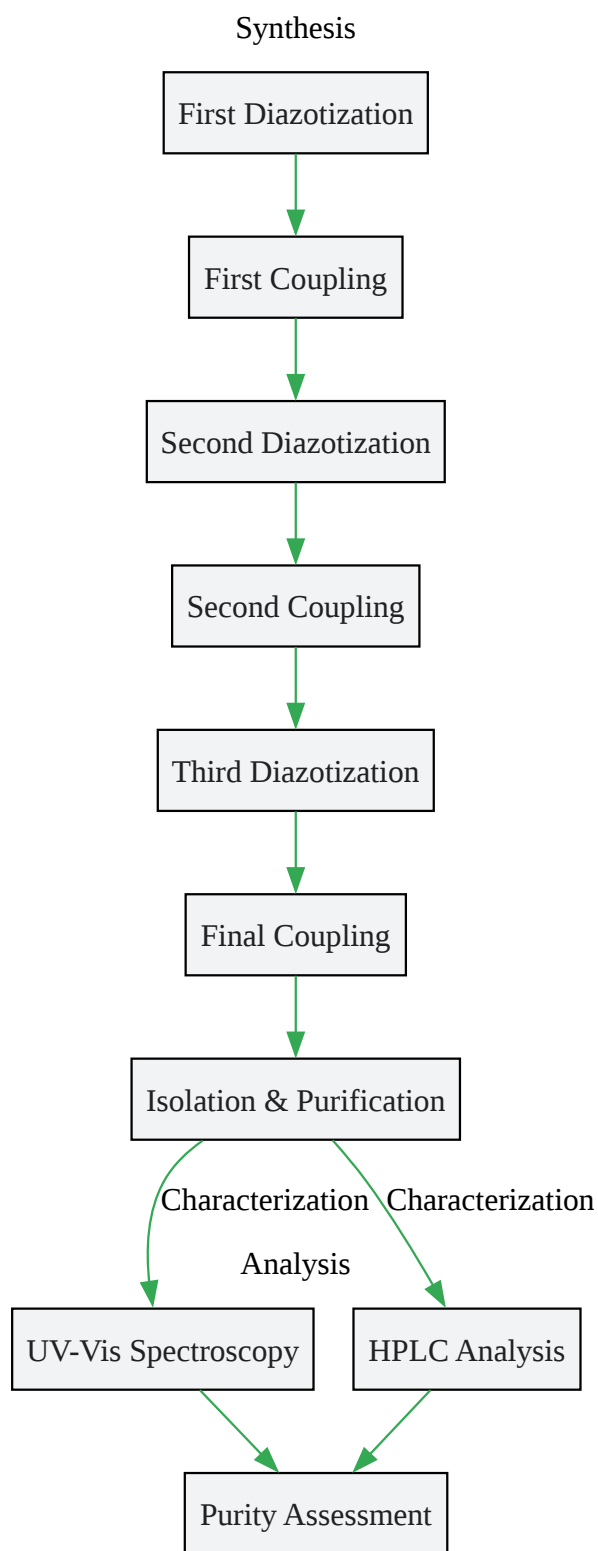 Synthesis
First Diazotization
First Coupling
Second Diazotization
Second Coupling
Third Diazotization
Final Coupling
Isolation & Purification
Characterization
Characterization
Analysis
UV-Vis Spectroscopy
HPLC Analysis
Purity Assessment